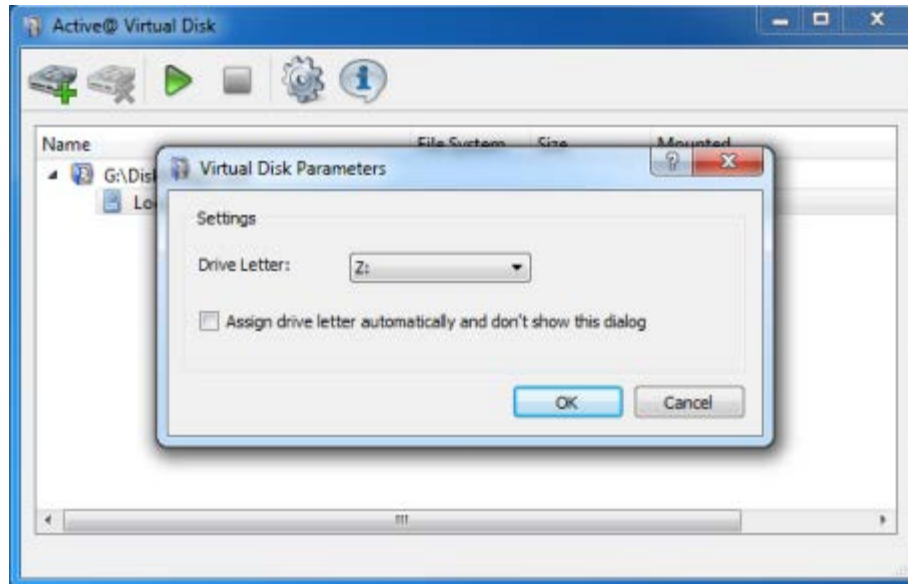 Active@ Virtual Disk
Name File System Size Mounted
Virtual Disk Parameters
G:\Dis
Lo
Settings
Drive Letter: Z:
Assign drive letter automatically and don't show this dialog
OK Cancel